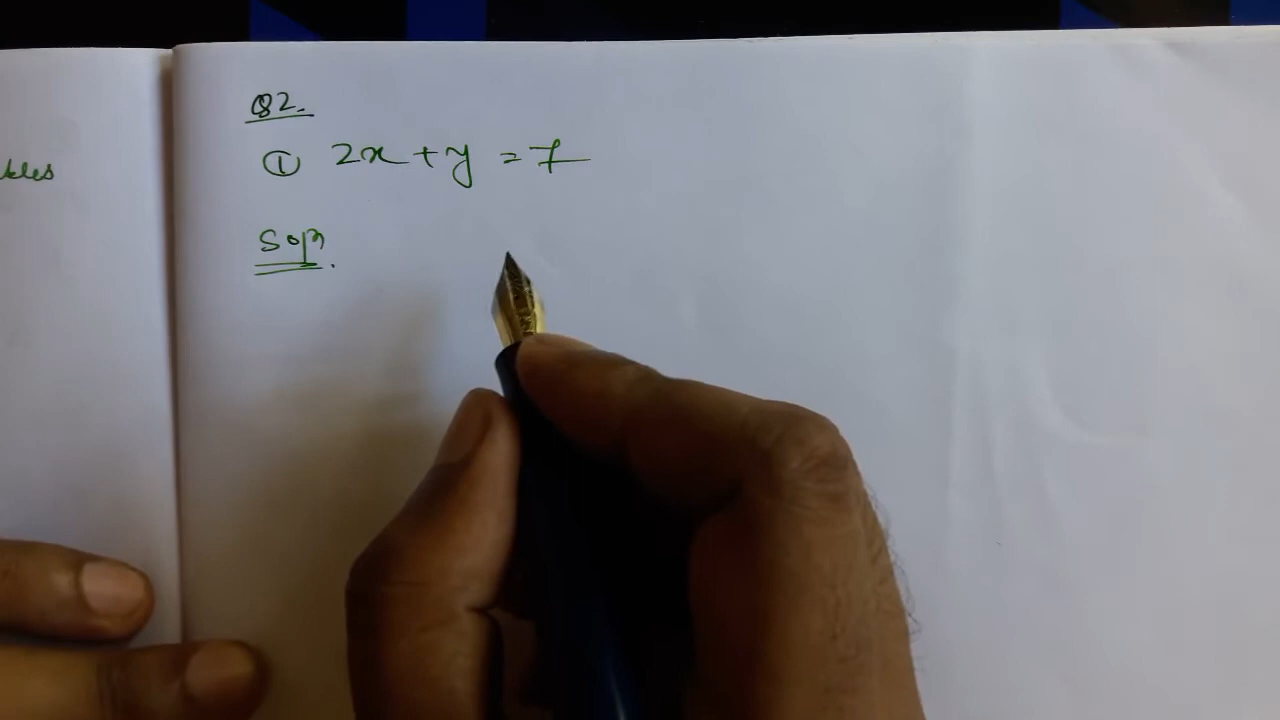 Q2.
① 2x + y = 7
Soln.